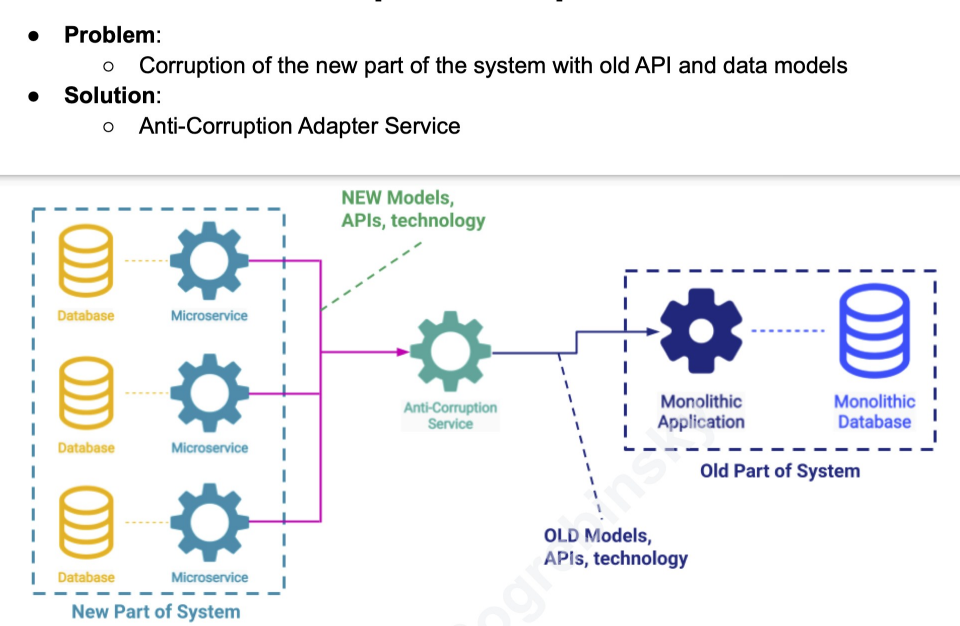 ● Problem:
○ Corruption of the new part of the system with old API and data models
● Solution:
○ Anti-Corruption Adapter Service
NEW Models,
APIs, technology
Database
Microservice
Database
Microservice
Database
Microservice
New Part of System
Anti-Corruption
Service
Monolithic
Application
Monolithic
Database
Old Part of System
OLD Models,
APIs, technology